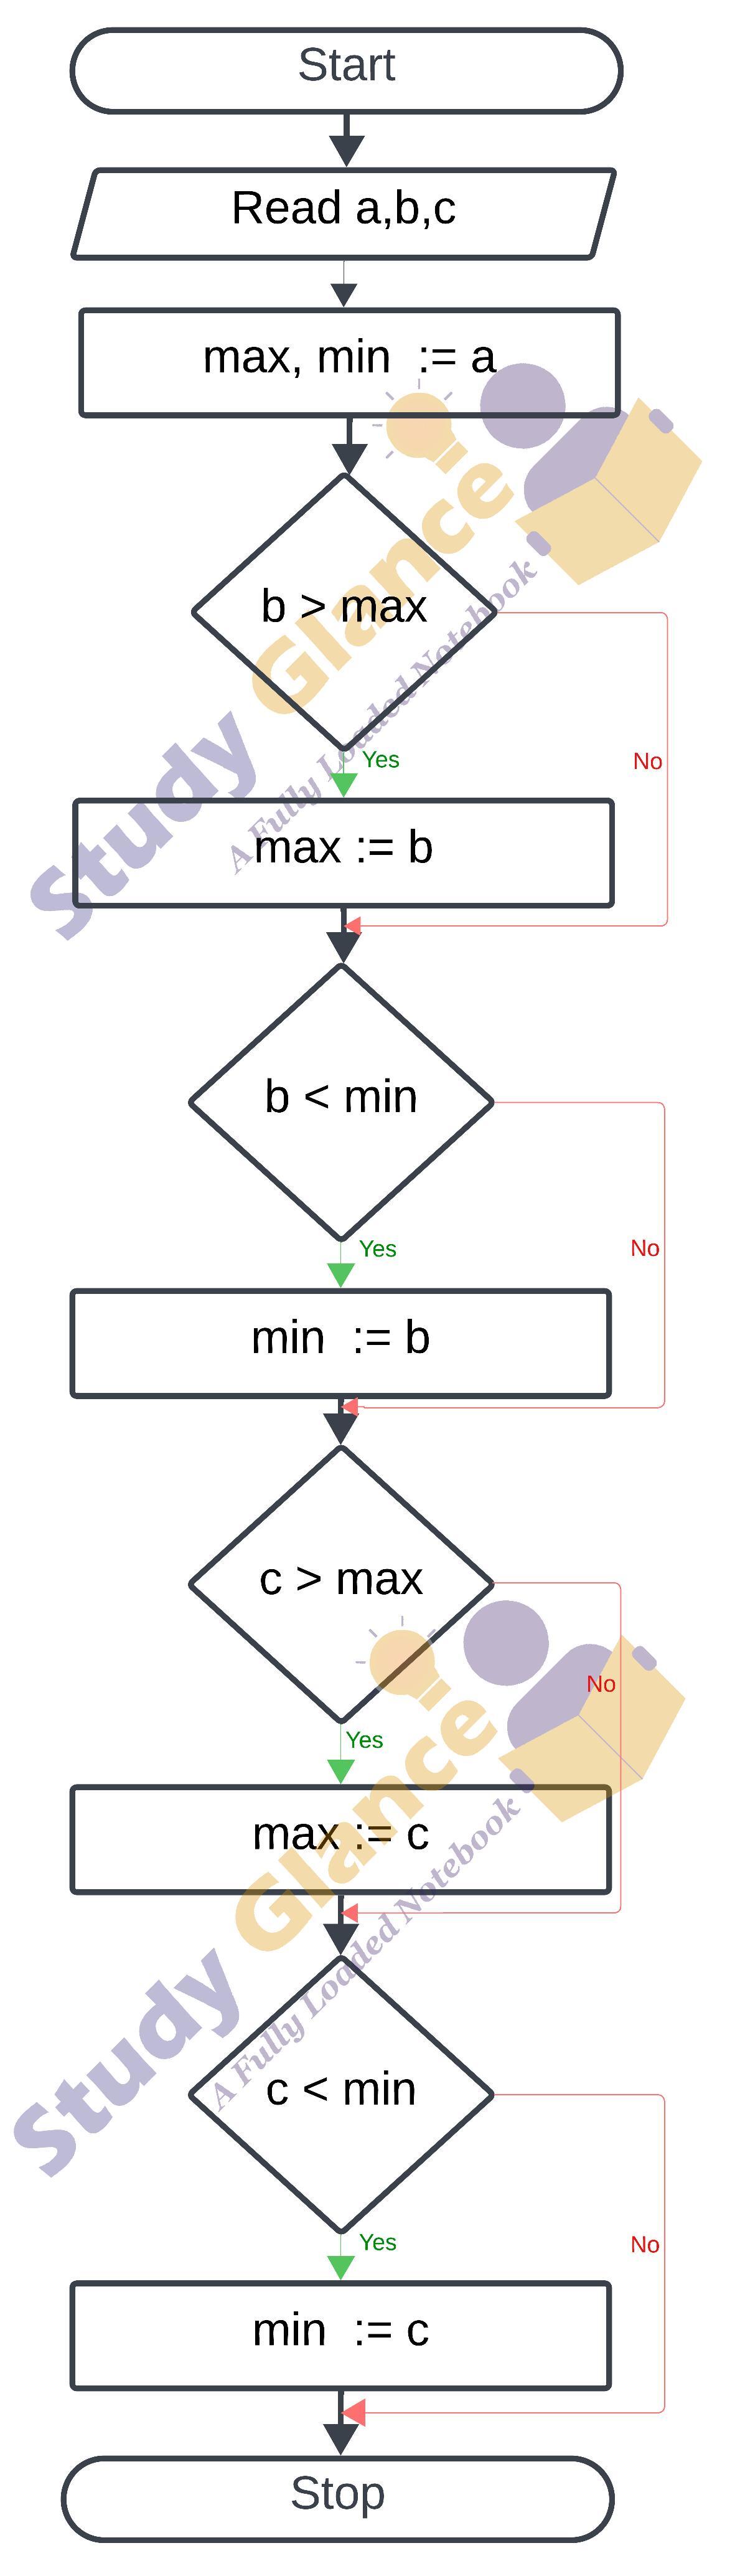 Start
Read a,b,c
max, min := a
b > max
Yes
No
max := b
b < min
Yes
No
min := b
c > max
No
Yes
max := c
c < min
Yes
No
min := c
Stop
Study Glance
A Fully Loaded Notebook
Study Glance
A Fully Loaded Notebook